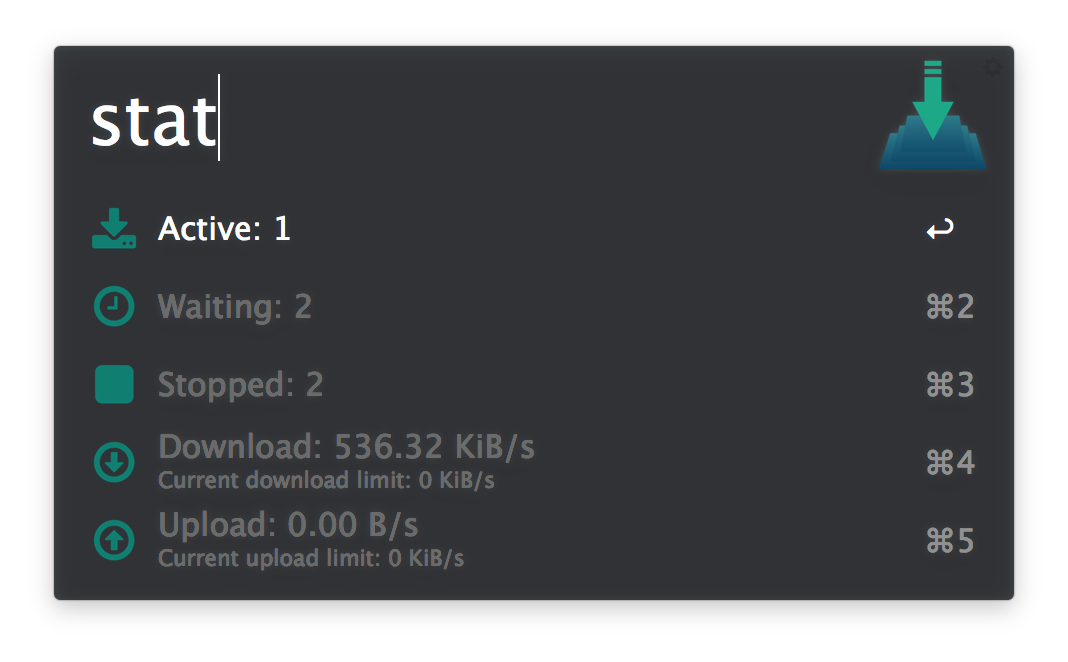 stat
Active: 1 ↩
Waiting: 2 ⌘2
Stopped: 2 ⌘3
Download: 536.32 KiB/s ⌘4
Current download limit: 0 KiB/s
Upload: 0.00 B/s ⌘5
Current upload limit: 0 KiB/s